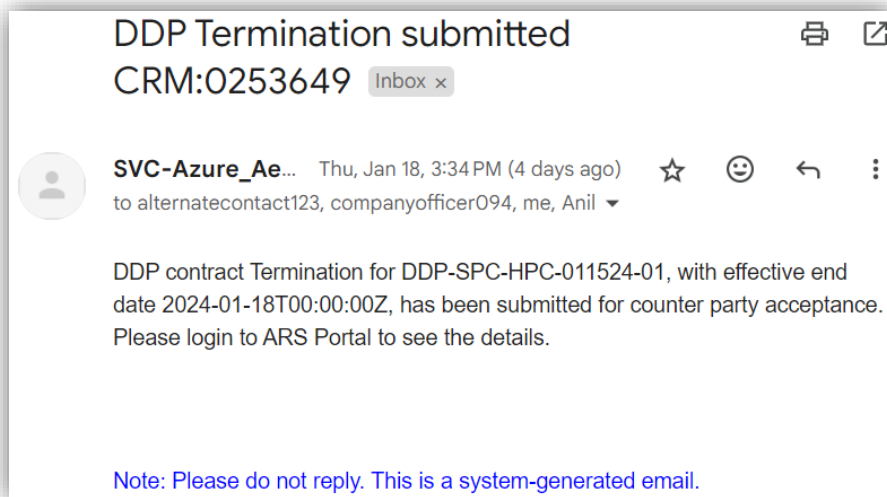 DDP Termination submitted
CRM:0253649 Inbox ×
SVC-Azure_Ae... Thu, Jan 18, 3:34 PM (4 days ago)
to alternatecontact123, companyofficer094, me, Anil
DDP contract Termination for DDP-SPC-HPC-011524-01, with effective end
date 2024-01-18T00:00:00Z, has been submitted for counter party acceptance.
Please login to ARS Portal to see the details.
Note: Please do not reply. This is a system-generated email.